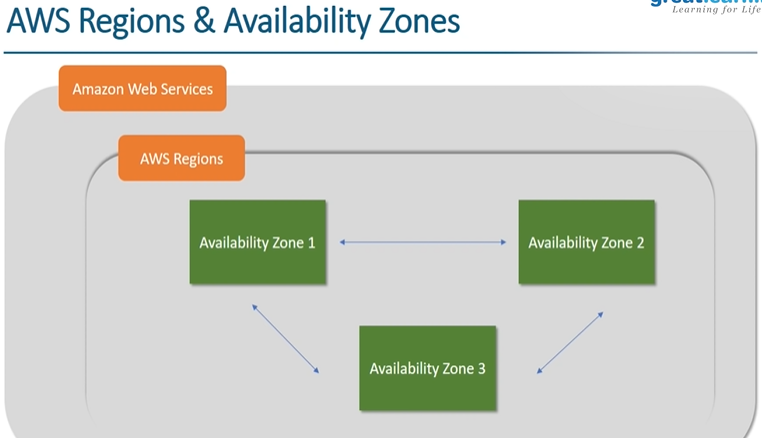 AWS Regions & Availability Zones
Learning for Life
Amazon Web Services
AWS Regions
Availability Zone 1
Availability Zone 2
Availability Zone 3